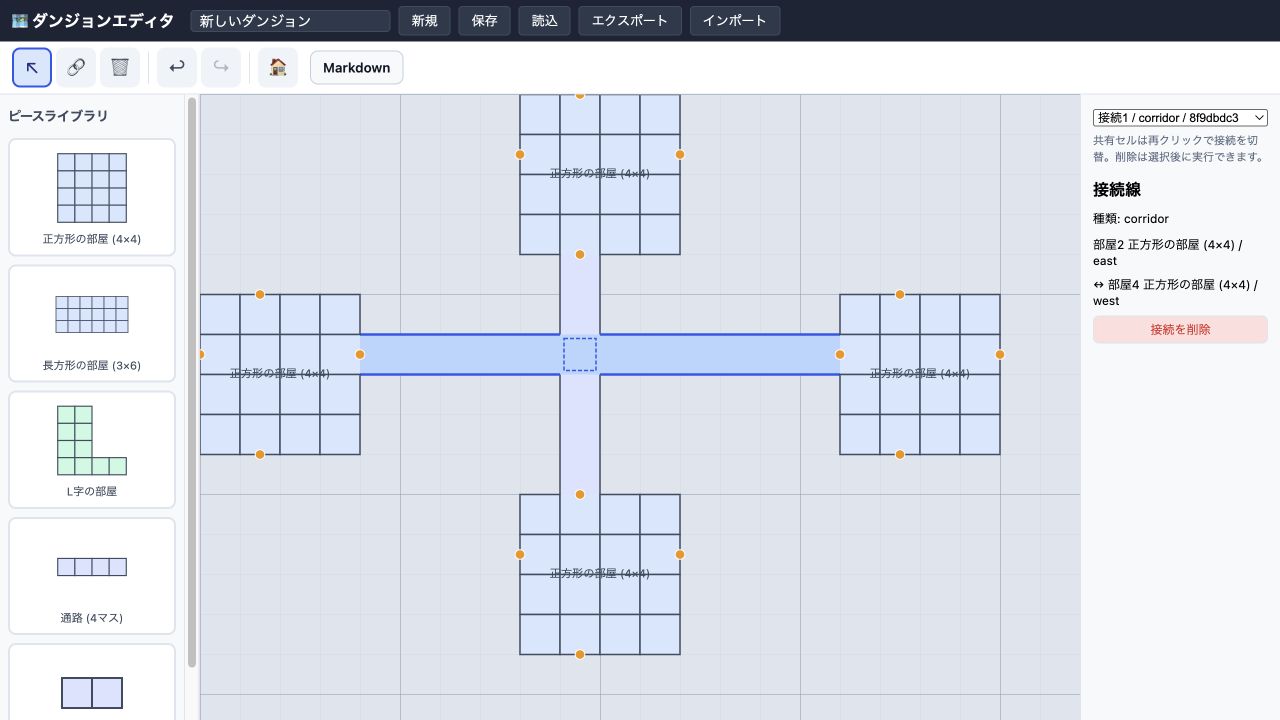 ダンジョンエディタ
新しいダンジョン
新規
保存
読込
エクスポート
インポート
Markdown
ピースライブラリ
正方形の部屋 (4×4)
長方形の部屋 (3×6)
L字の部屋
通路 (4マス)
正方形の部屋 (4×4)
正方形の部屋 (4×4)
正方形の部屋 (4×4)
正方形の部屋 (4×4)
接続1 / corridor / 8f9dbdc3
共有セルは再クリックで接続を切
替。削除は選択後に実行できます。
接続線
種類: corridor
部屋2 正方形の部屋 (4×4) /
east
↔ 部屋4 正方形の部屋 (4×4) /
west
接続を削除